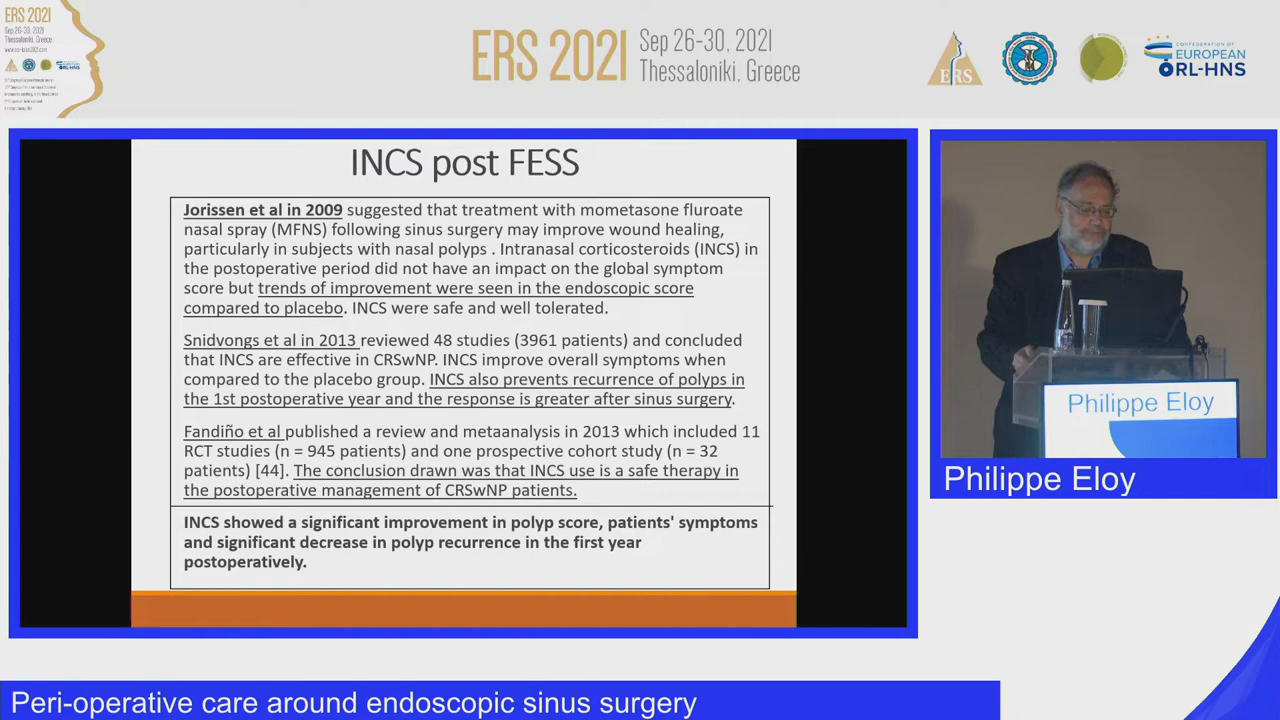 ERS 2021
Sep 26-30, 2021
Thessaloniki, Greece
ERS 2021
Sep 26-30, 2021
Thessaloniki, Greece
ERS
CONFEDERATION OF
EUROPEAN
ORL-HNS
INCS post FESS
Jorissen et al in 2009 suggested that treatment with mometasone fluroate
nasal spray (MFNS) following sinus surgery may improve wound healing,
particularly in subjects with nasal polyps . Intranasal corticosteroids (INCS) in
the postoperative period did not have an impact on the global symptom
score but trends of improvement were seen in the endoscopic score
compared to placebo. INCS were safe and well tolerated.
Snidvongs et al in 2013 reviewed 48 studies (3961 patients) and concluded
that INCS are effective in CRSwNP. INCS improve overall symptoms when
compared to the placebo group. INCS also prevents recurrence of polyps in
the 1st postoperative year and the response is greater after sinus surgery.
Fandiño et al published a review and metaanalysis in 2013 which included 11
RCT studies (n = 945 patients) and one prospective cohort study (n = 32
patients) [44]. The conclusion drawn was that INCS use is a safe therapy in
the postoperative management of CRSwNP patients.
INCS showed a significant improvement in polyp score, patients' symptoms
and significant decrease in polyp recurrence in the first year
postoperatively.
Philippe Eloy
Philippe Eloy
Peri-operative care around endoscopic sinus surgery